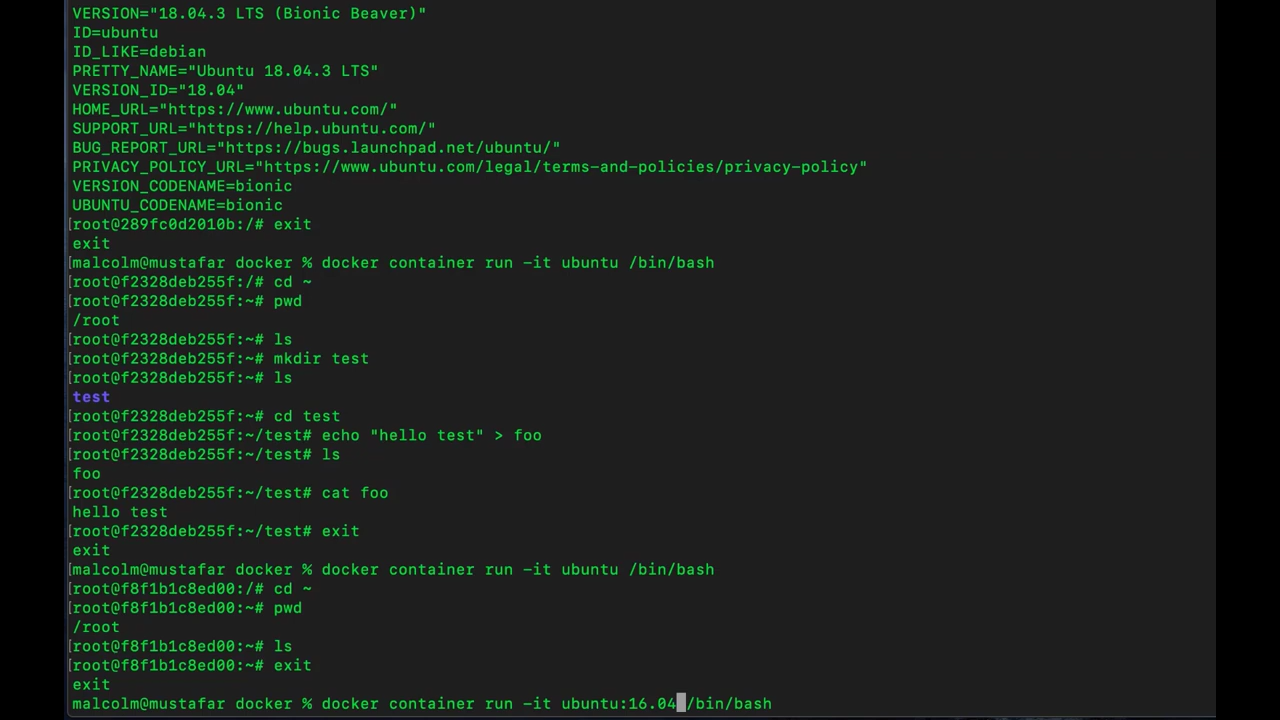 VERSION="18.04.3 LTS (Bionic Beaver)"
ID=ubuntu
ID_LIKE=debian
PRETTY_NAME="Ubuntu 18.04.3 LTS"
VERSION_ID="18.04"
HOME_URL="https://www.ubuntu.com/"
SUPPORT_URL="https://help.ubuntu.com/"
BUG_REPORT_URL="https://bugs.launchpad.net/ubuntu/"
PRIVACY_POLICY_URL="https://www.ubuntu.com/legal/terms-and-policies/privacy-policy"
VERSION_CODENAME=bionic
UBUNTU_CODENAME=bionic
[root@289fc0d2010b:/# exit
exit
[malcolm@mustafar docker % docker container run -it ubuntu /bin/bash
[root@f2328deb255f:/# cd ~
[root@f2328deb255f:~# pwd
/root
[root@f2328deb255f:~# ls
[root@f2328deb255f:~# mkdir test
[root@f2328deb255f:~# ls
test
[root@f2328deb255f:~# cd test
[root@f2328deb255f:~/test# echo "hello test" > foo
[root@f2328deb255f:~/test# ls
foo
[root@f2328deb255f:~/test# cat foo
hello test
[root@f2328deb255f:~/test# exit
exit
[malcolm@mustafar docker % docker container run -it ubuntu /bin/bash
[root@f8f1b1c8ed00:/# cd ~
[root@f8f1b1c8ed00:~# pwd
/root
[root@f8f1b1c8ed00:~# ls
[root@f8f1b1c8ed00:~# exit
exit
malcolm@mustafar docker % docker container run -it ubuntu:16.04 /bin/bash